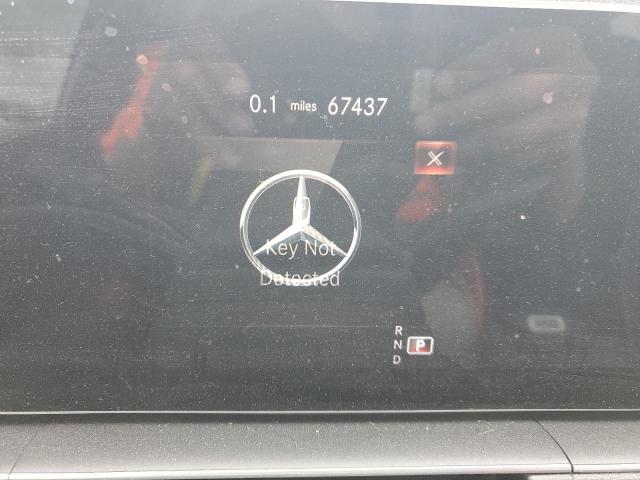 0.1 miles 67437
Key Not
Detected
R
N P
D